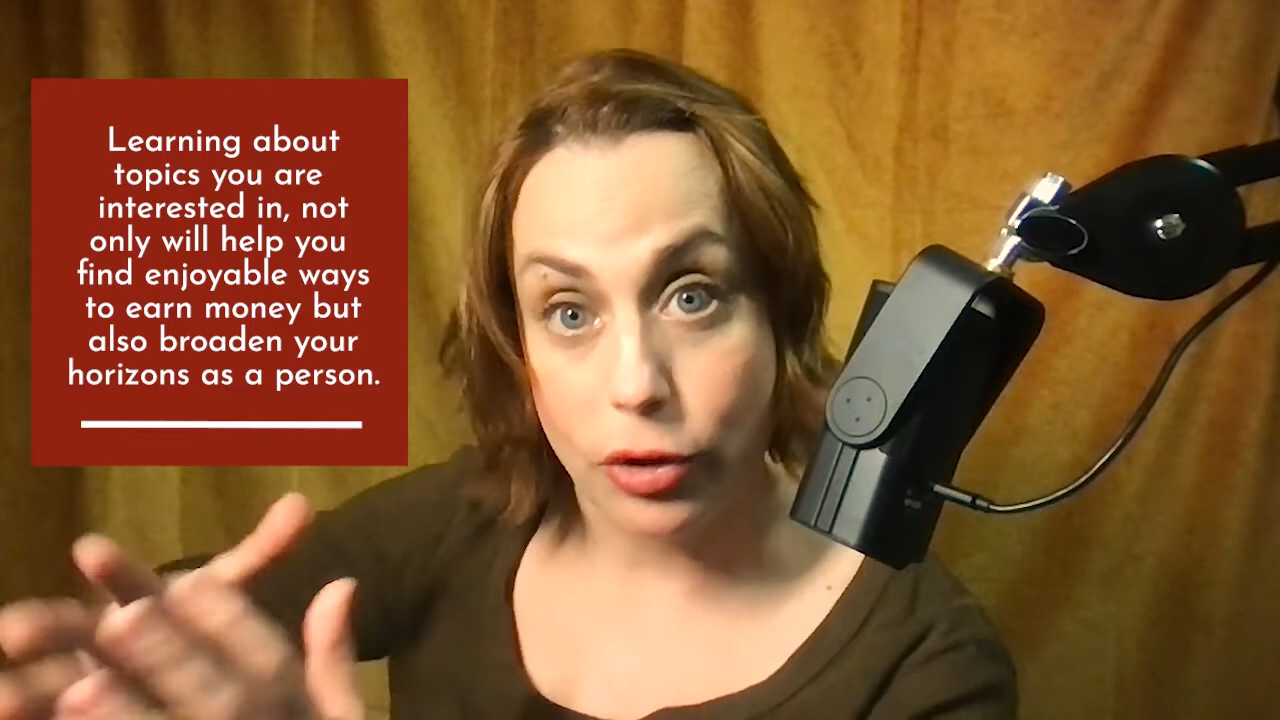 Learning about
topics you are
interested in, not
only will help you
find enjoyable ways
to earn money but
also broaden your
horizons as a person.